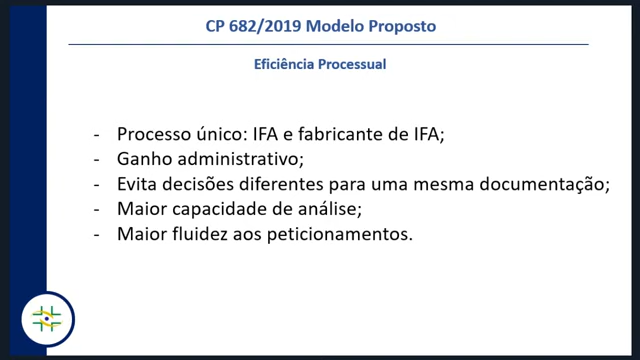 CP 682/2019 Modelo Proposto
Eficiência Processual
- Processo único: IFA e fabricante de IFA;
- Ganho administrativo;
- Evita decisões diferentes para uma mesma documentação;
- Maior capacidade de análise;
- Maior fluidez aos peticionamentos.